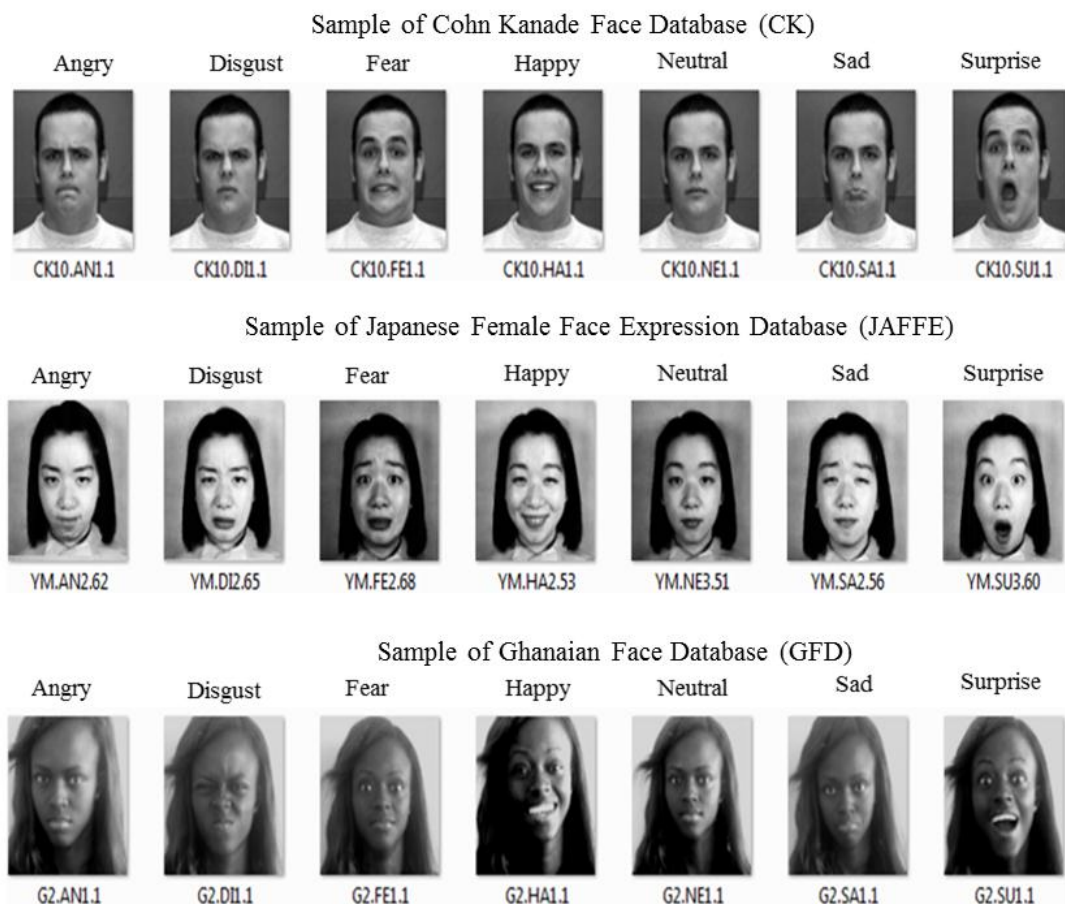 Sample of Cohn Kanade Face Database (CK)
Angry Disgust Fear Happy Neutral Sad Surprise
CK10.AN1.1 CK10.DI1.1 CK10.FE1.1 CK10.HA1.1 CK10.NE1.1 CK10.SA1.1 CK10.SU1.1
Sample of Japanese Female Face Expression Database (JAFFE)
Angry Disgust Fear Happy Neutral Sad Surprise
YM.AN2.62 YM.DI2.65 YM.FE2.68 YM.HA2.53 YM.NE3.51 YM.SA2.56 YM.SU3.60
Sample of Ghanaian Face Database (GFD)
Angry Disgust Fear Happy Neutral Sad Surprise
G2.AN1.1 G2.DI1.1 G2.FE1.1 G2.HA1.1 G2.NE1.1 G2.SA1.1 G2.SU1.1